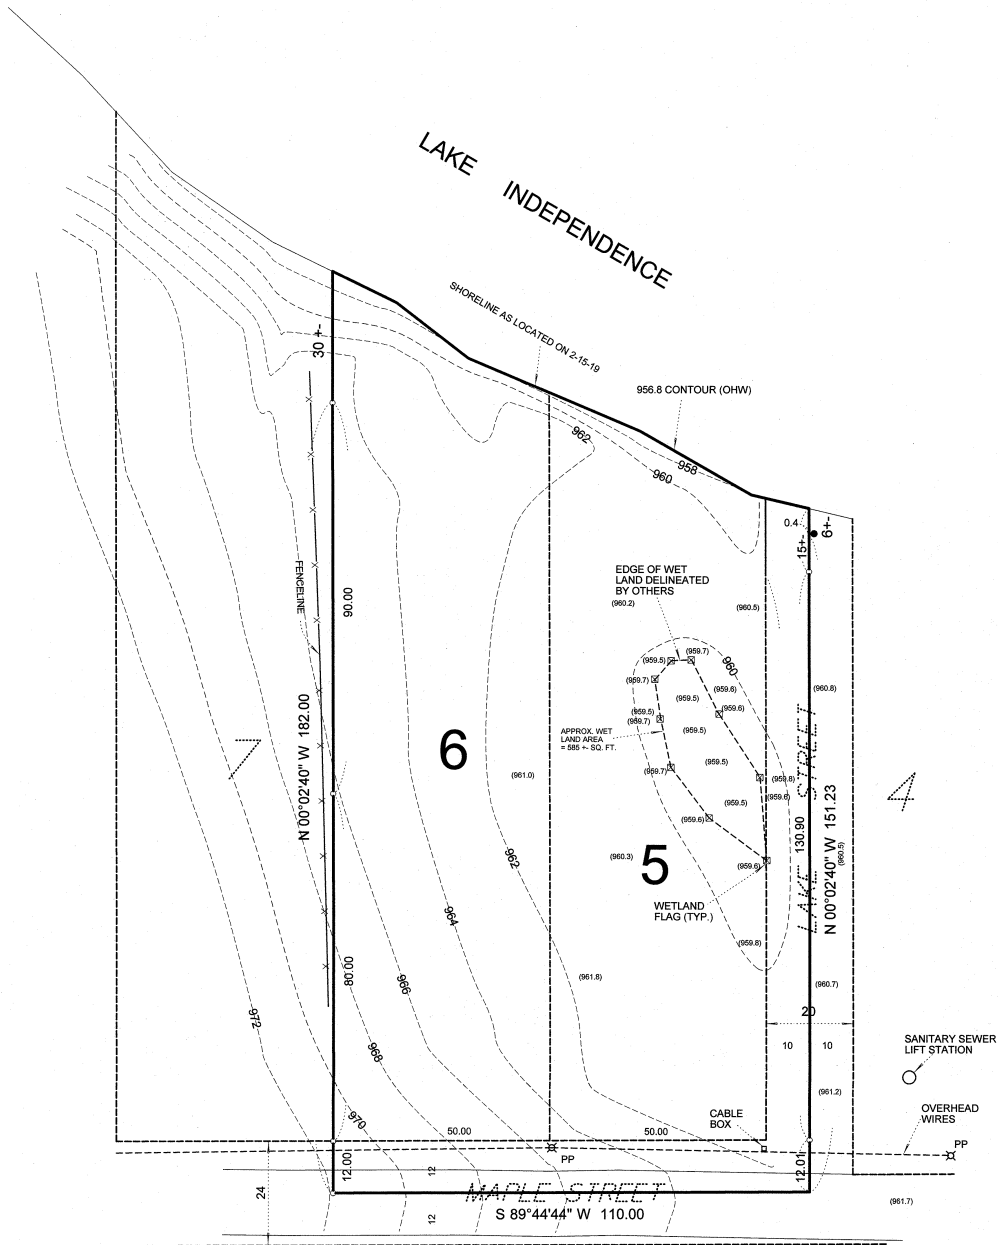 LAKE INDEPENDENCE
SHORELINE AS LOCATED ON 2-15-19
956.8 CONTOUR (OHW)
30 +-
962
958
960
0.4
6+-
15+-
EDGE OF WET
LAND DELINEATED
BY OTHERS
(960.2)
(960.5)
FENCELINE
90.00
(959.7)
(959.5)
960
(959.7)
(959.6)
(960.8)
(959.5)
(959.5)
(959.6)
(959.7)
(959.5)
APPROX. WET
LAND AREA
= 585 +- SQ. FT.
N 00°02'40" W 182.00
7
6
(959.5)
(959.7)
(961.0)
(959.8)
4
(959.5)
(959.6)
LAKE STREET
130.90
N 00°02'40" W 151.23
(959.6)
(960.5)
962
(960.3)
5
(959.6)
WETLAND
FLAG (TYP.)
964
(959.8)
80.00
966
(961.8)
(960.7)
972
20
968
10
10
SANITARY SEWER
LIFT STATION
(961.2)
970
CABLE
BOX
OVERHEAD
WIRES
50.00
50.00
PP
PP
12.00
12
12.01
24
MAPLE STREET
(961.7)
12
S 89°44'44" W 110.00